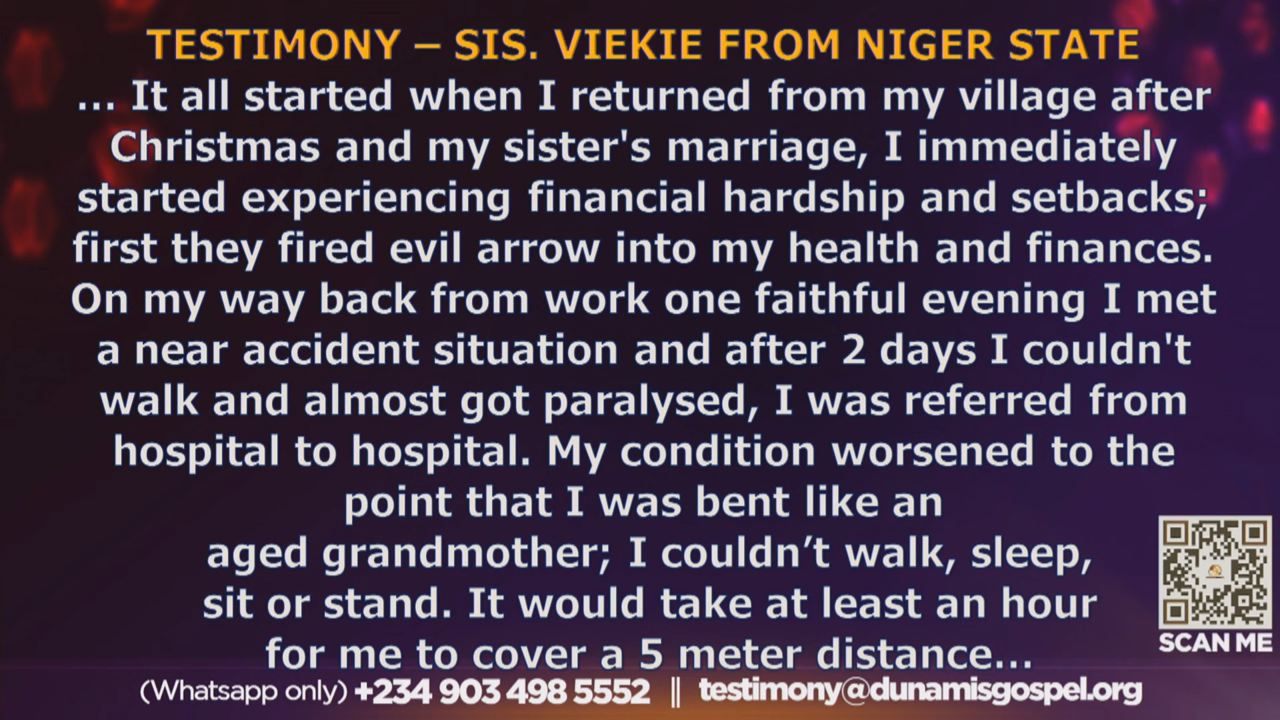 TESTIMONY – SIS. VIEKIE FROM NIGER STATE
... It all started when I returned from my village after
Christmas and my sister's marriage, I immediately
started experiencing financial hardship and setbacks;
first they fired evil arrow into my health and finances.
On my way back from work one faithful evening I met
a near accident situation and after 2 days I couldn't
walk and almost got paralysed, I was referred from
hospital to hospital. My condition worsened to the
point that I was bent like an
aged grandmother; I couldn’t walk, sleep,
sit or stand. It would take at least an hour
for me to cover a 5 meter distance...
SCAN ME
(Whatsapp only) +234 903 498 5552 || testimony@dunamisgospel.org